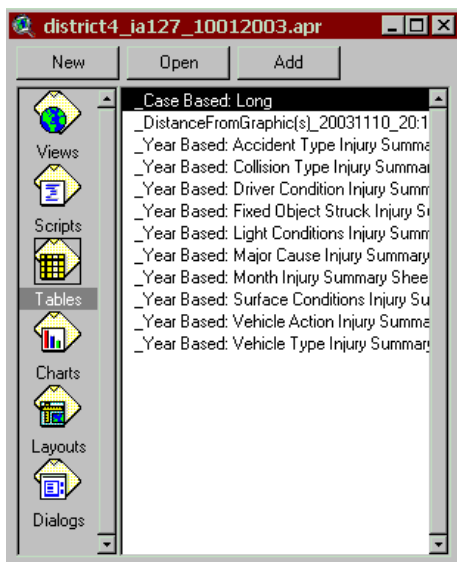 district4_ia127_10012003.apr
New Open Add
Views
Scripts
Tables
Charts
Layouts
Dialogs
_Case Based: Long
_DistanceFromGraphic(s)_20031110_20:1
_Year Based: Accident Type Injury Summa
_Year Based: Collision Type Injury Summar
_Year Based: Driver Condition Injury Summ
_Year Based: Fixed Object Struck Injury Su
_Year Based: Light Conditions Injury Summ
_Year Based: Major Cause Injury Summary
_Year Based: Month Injury Summary Shee
_Year Based: Surface Conditions Injury Su
_Year Based: Vehicle Action Injury Summa
_Year Based: Vehicle Type Injury Summary